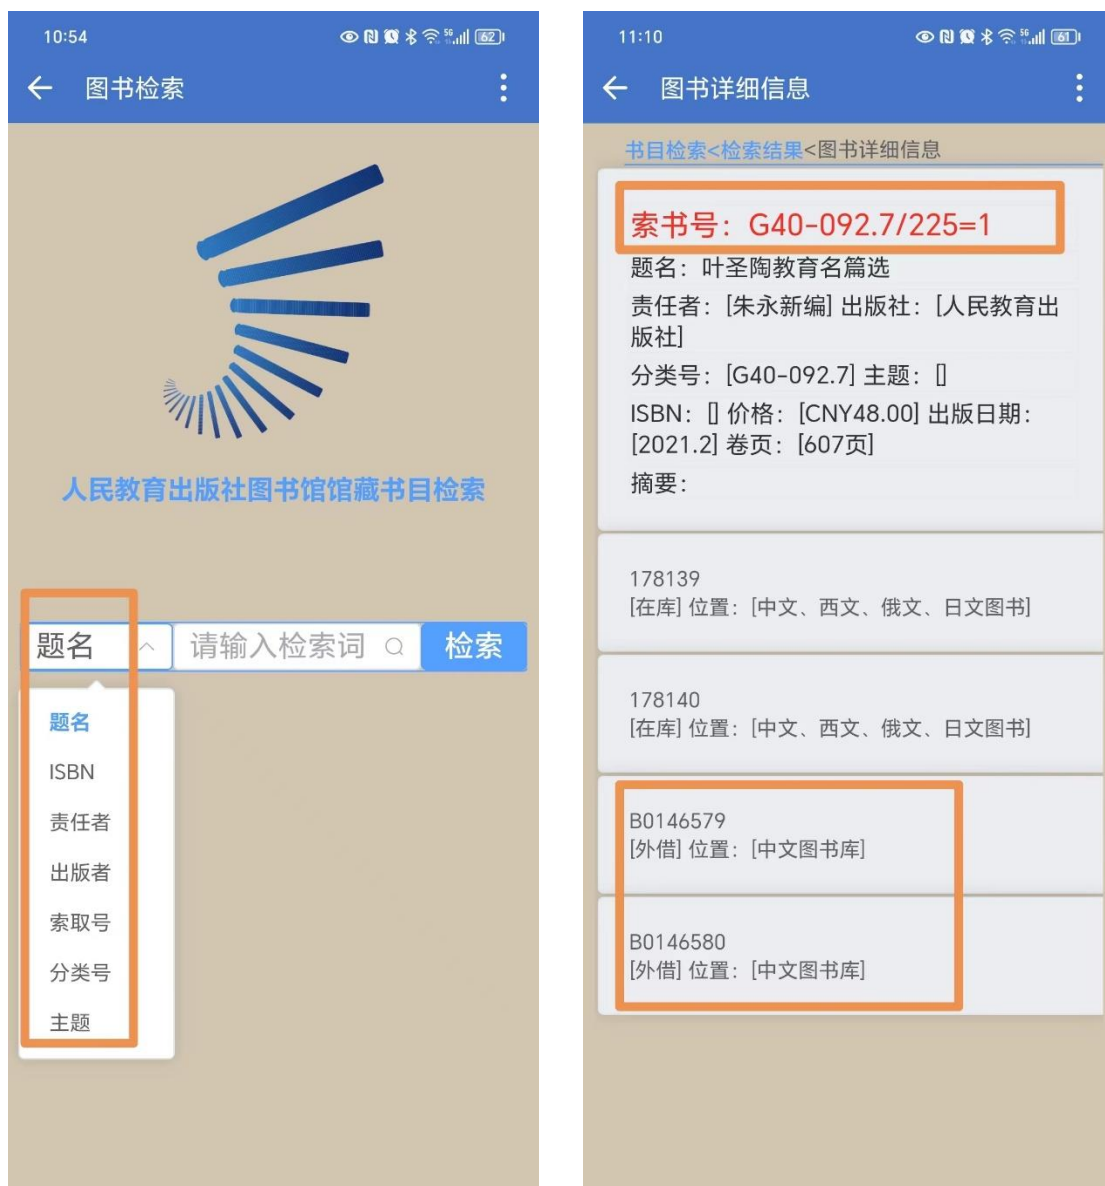 10:54
62
图书检索
人民教育出版社图书馆馆藏书目检索
题名
请输入检索词
检索
题名
ISBN
责任者
出版者
索取号
分类号
主题
11:10
61
图书详细信息
书目检索<检索结果<图书详细信息
索书号：G40-092.7/225=1
题名：叶圣陶教育名篇选
责任者：[朱永新编] 出版社：[人民教育出
版社]
分类号：[G40-092.7] 主题：[]
ISBN：[] 价格：[CNY48.00] 出版日期：
[2021.2] 卷页：[607页]
摘要：
178139
[在库] 位置：[中文、西文、俄文、日文图书]
178140
[在库] 位置：[中文、西文、俄文、日文图书]
B0146579
[外借] 位置：[中文图书库]
B0146580
[外借] 位置：[中文图书库]